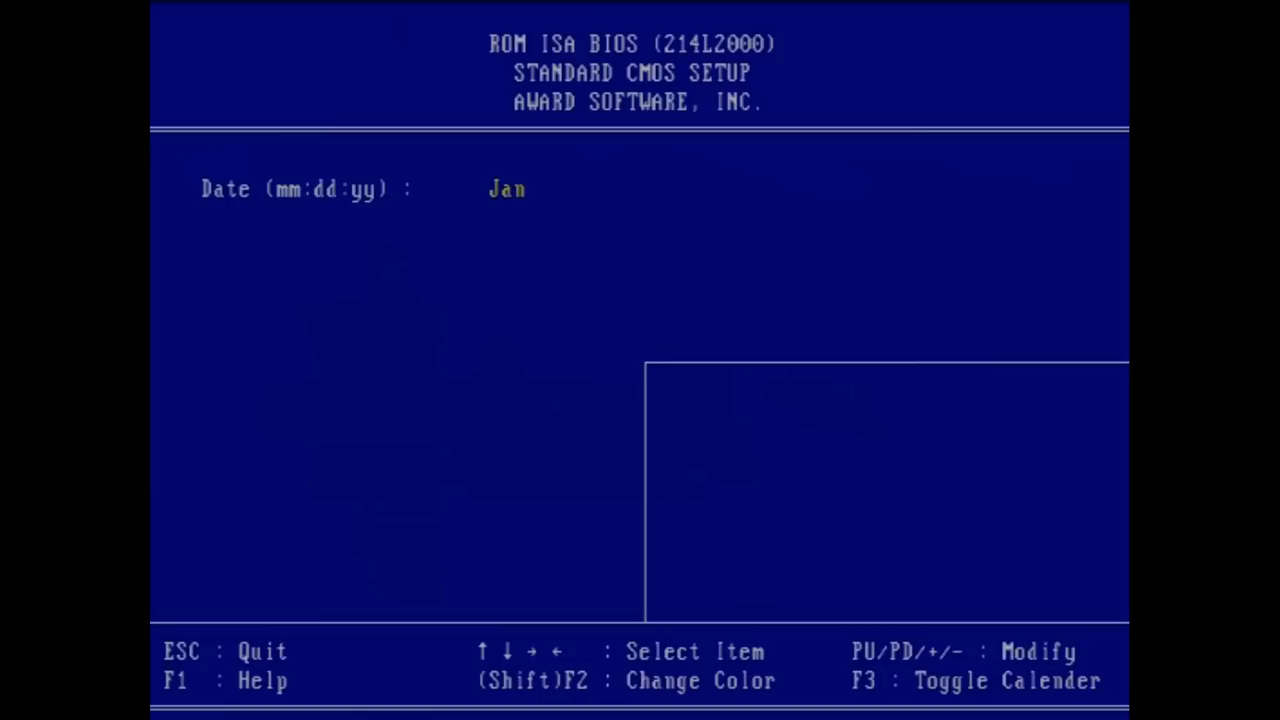 ROM ISA BIOS (214L2000)
STANDARD CMOS SETUP
AWARD SOFTWARE, INC.
Date (mm:dd:yy) : Jan
ESC : Quit ↑ ↓ → ← : Select Item PU/PD/+/- : Modify
F1 : Help (Shift)F2 : Change Color F3 : Toggle Calender